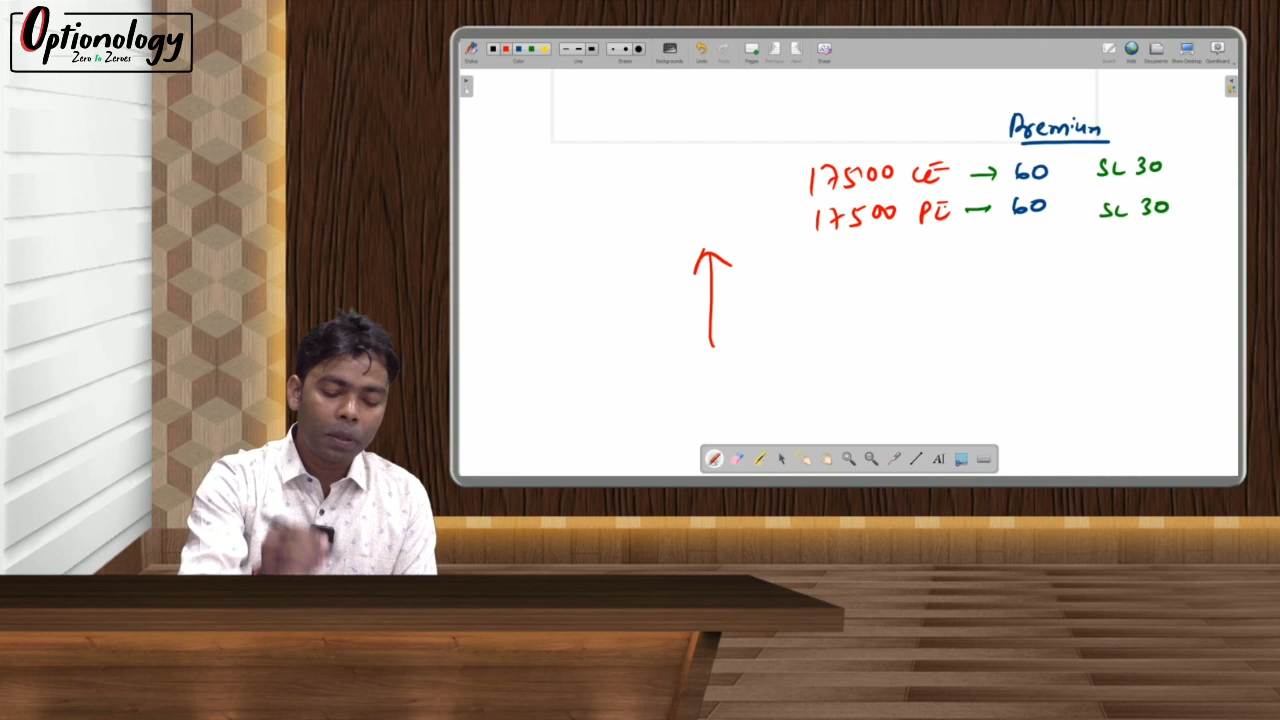 Optionology
Zero to Zeroes
Premium
17500 CE → 60 SL 30
17500 PE → 60 SL 30